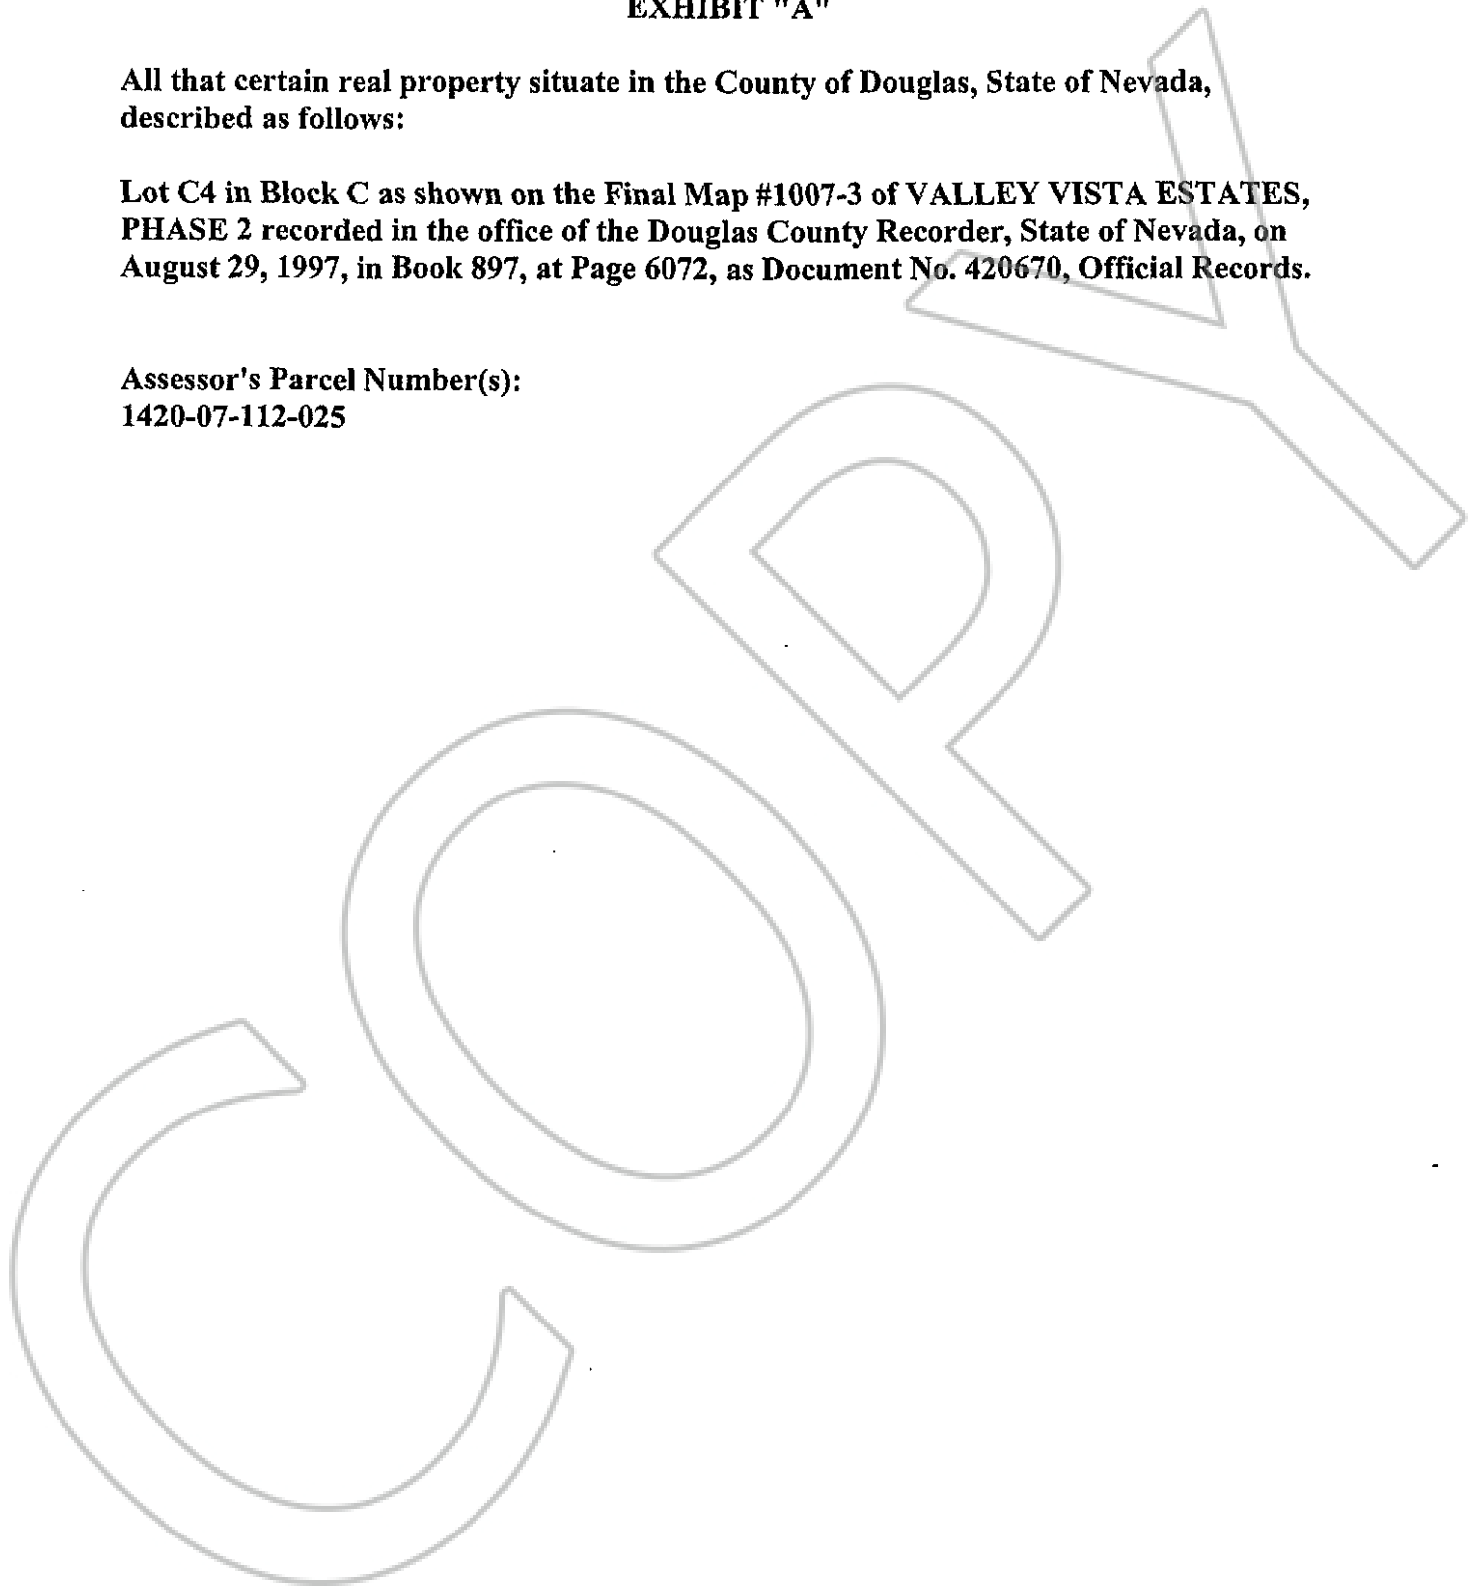 EXHIBIT "A"
All that certain real property situate in the County of Douglas, State of Nevada,
described as follows:
Lot C4 in Block C as shown on the Final Map #1007-3 of VALLEY VISTA ESTATES,
PHASE 2 recorded in the office of the Douglas County Recorder, State of Nevada, on
August 29, 1997, in Book 897, at Page 6072, as Document No. 420670, Official Records.
Assessor's Parcel Number(s):
1420-07-112-025
COPY